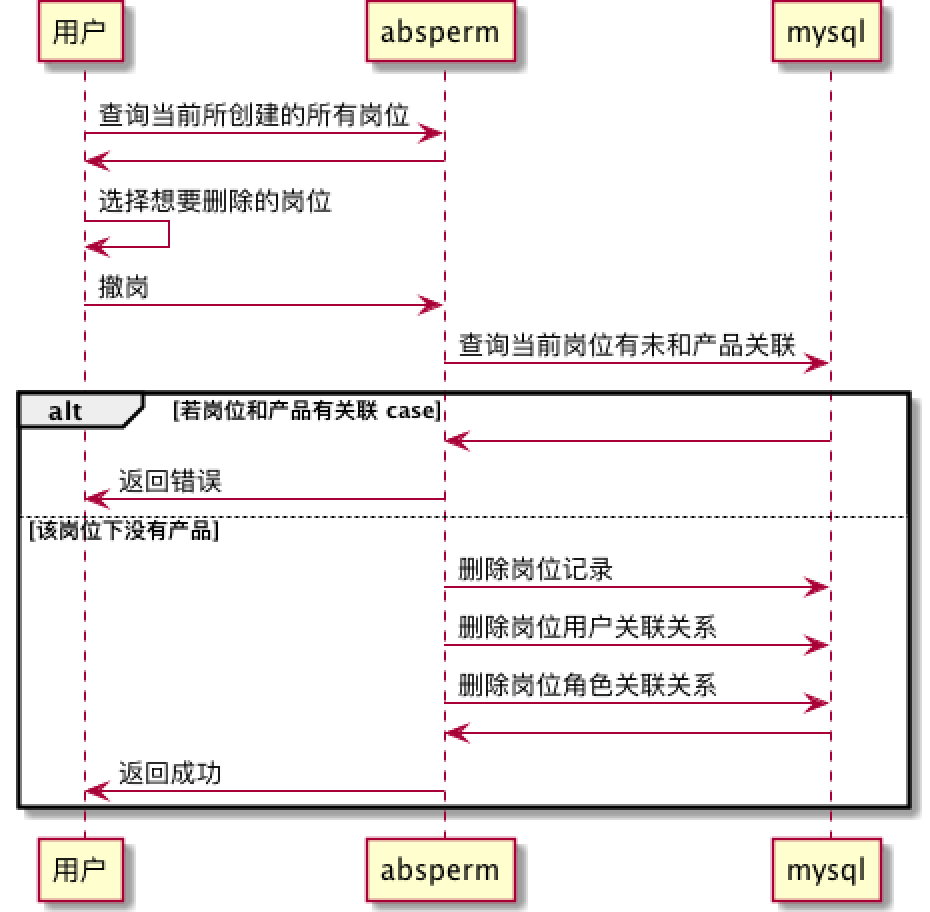 用户 absperm mysql
查询当前所创建的所有岗位
选择想要删除的岗位
撤岗
查询当前岗位有未和产品关联
alt [若岗位和产品有关联 case]
返回错误
[该岗位下没有产品]
删除岗位记录
删除岗位用户关联关系
删除岗位角色关联关系
返回成功
用户 absperm mysql